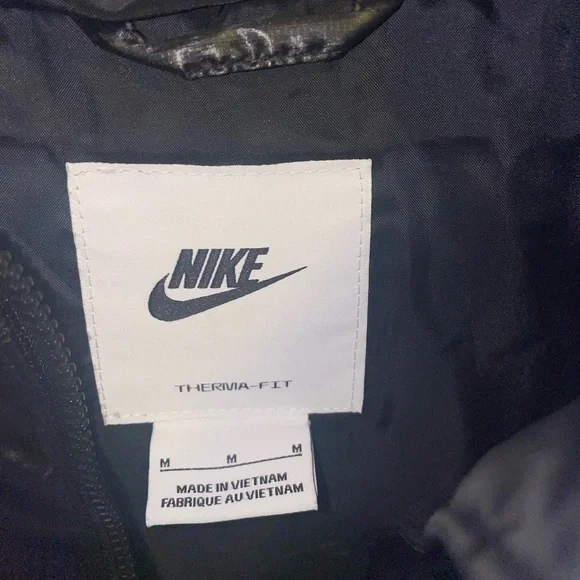 NIKE
THERMA-FIT
M M M
MADE IN VIETNAM
FABRIQUE AU VIETNAM